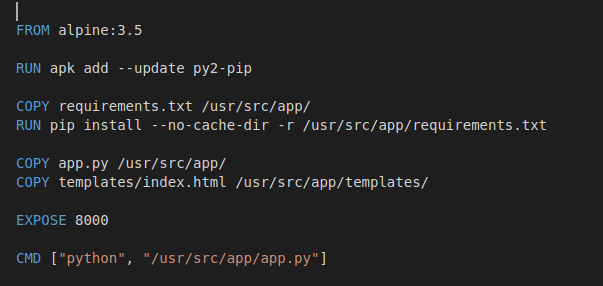 FROM alpine:3.5
RUN apk add --update py2-pip
COPY requirements.txt /usr/src/app/
RUN pip install --no-cache-dir -r /usr/src/app/requirements.txt
COPY app.py /usr/src/app/
COPY templates/index.html /usr/src/app/templates/
EXPOSE 8000
CMD ["python", "/usr/src/app/app.py"]